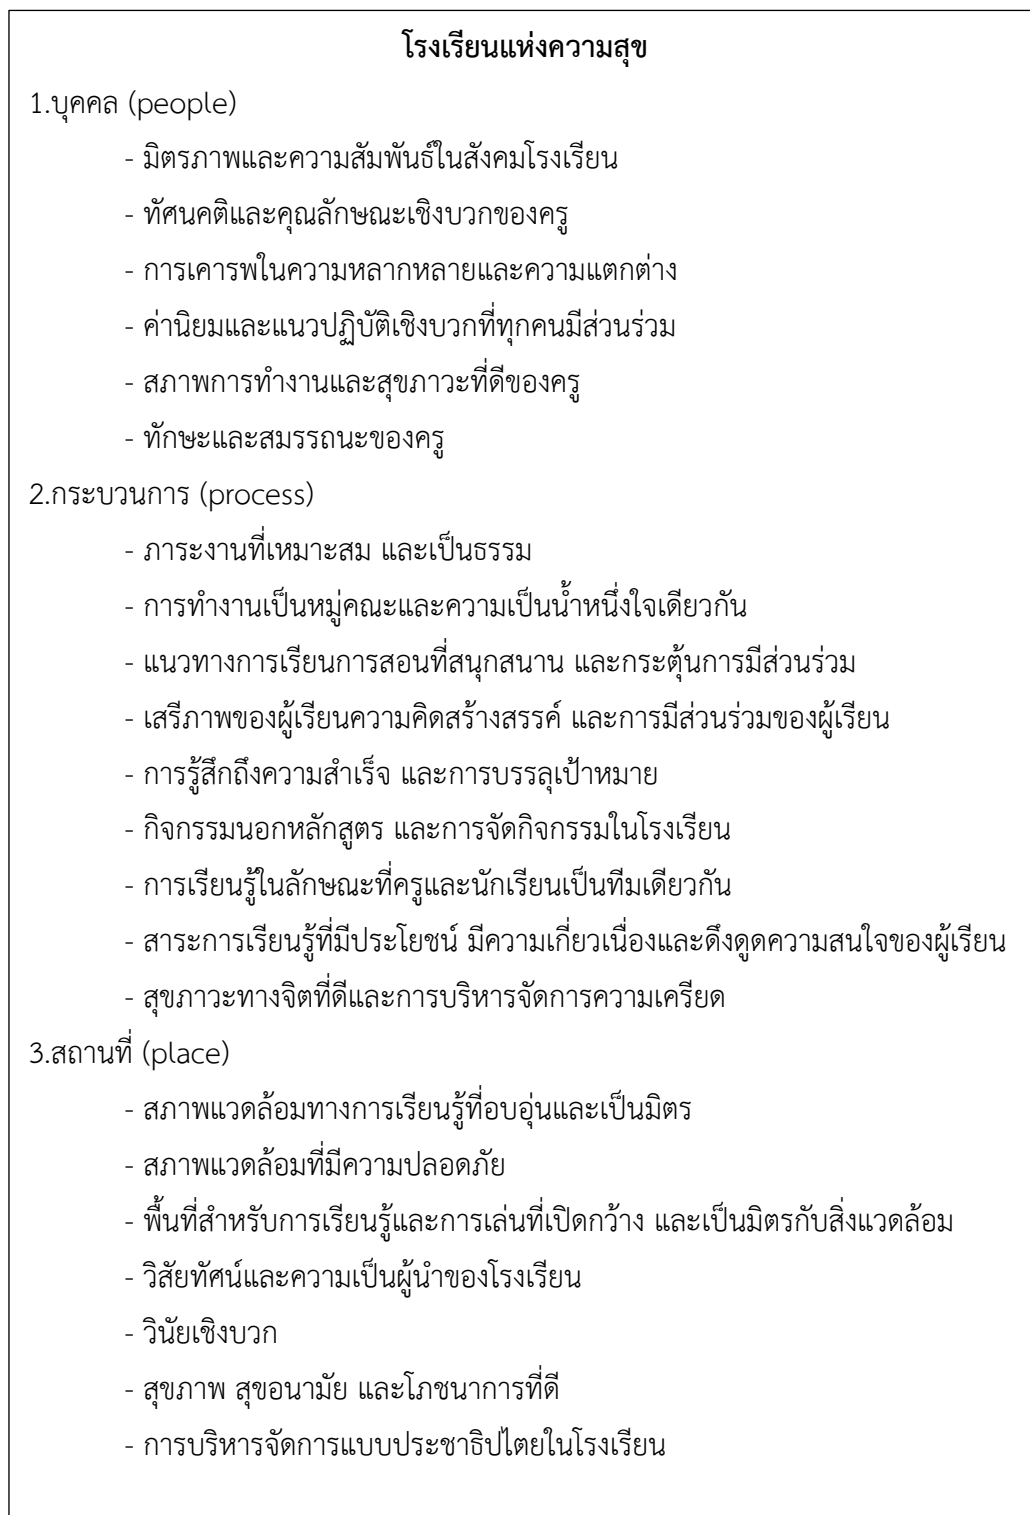 โรงเรียนแห่งความสุข
1.บุคคล (people)
- มิตรภาพและความสัมพันธ์ในสังคมโรงเรียน
- ทัศนคติและคุณลักษณะเชิงบวกของครู
- การเคารพในความหลากหลายและความแตกต่าง
- ค่านิยมและแนวปฏิบัติเชิงบวกที่ทุกคนมีส่วนร่วม
- สภาพการทำงานและสุขภาวะที่ดีของครู
- ทักษะและสมรรถนะของครู
2.กระบวนการ (process)
- ภาระงานที่เหมาะสม และเป็นธรรม
- การทำงานเป็นหมู่คณะและความเป็นน้ำหนึ่งใจเดียวกัน
- แนวทางการเรียนการสอนที่สนุกสนาน และกระตุ้นการมีส่วนร่วม
- เสรีภาพของผู้เรียนความคิดสร้างสรรค์ และการมีส่วนร่วมของผู้เรียน
- การรู้สึกถึงความสำเร็จ และการบรรลุเป้าหมาย
- กิจกรรมนอกหลักสูตร และการจัดกิจกรรมในโรงเรียน
- การเรียนรู้ในลักษณะที่ครูและนักเรียนเป็นทีมเดียวกัน
- สาระการเรียนรู้ที่มีประโยชน์ มีความเกี่ยวเนื่องและดึงดูดความสนใจของผู้เรียน
- สุขภาวะทางจิตที่ดีและการบริหารจัดการความเครียด
3.สถานที่ (place)
- สภาพแวดล้อมทางการเรียนรู้ที่อบอุ่นและเป็นมิตร
- สภาพแวดล้อมที่มีความปลอดภัย
- พื้นที่สำหรับการเรียนรู้และการเล่นที่เปิดกว้าง และเป็นมิตรกับสิ่งแวดล้อม
- วิสัยทัศน์และความเป็นผู้นำของโรงเรียน
- วินัยเชิงบวก
- สุขภาพ สุขอนามัย และโภชนาการที่ดี
- การบริหารจัดการแบบประชาธิปไตยในโรงเรียน